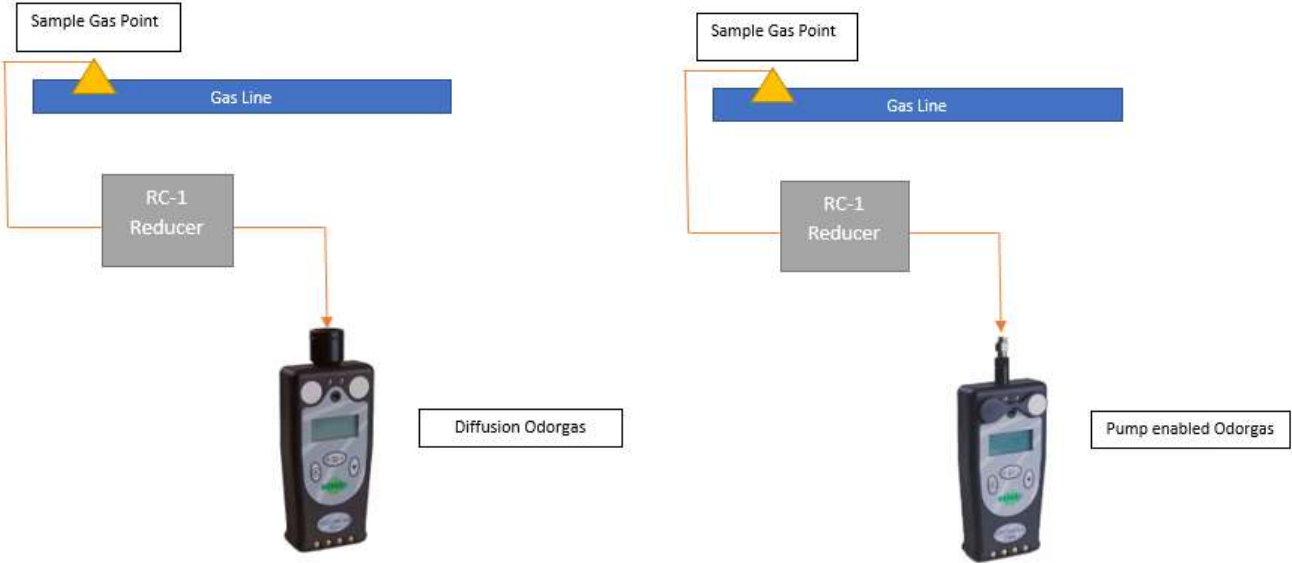 Sample Gas Point
Gas Line
RC-1
Reducer
Diffusion Odorgas
Sample Gas Point
Gas Line
RC-1
Reducer
Pump enabled Odorgas